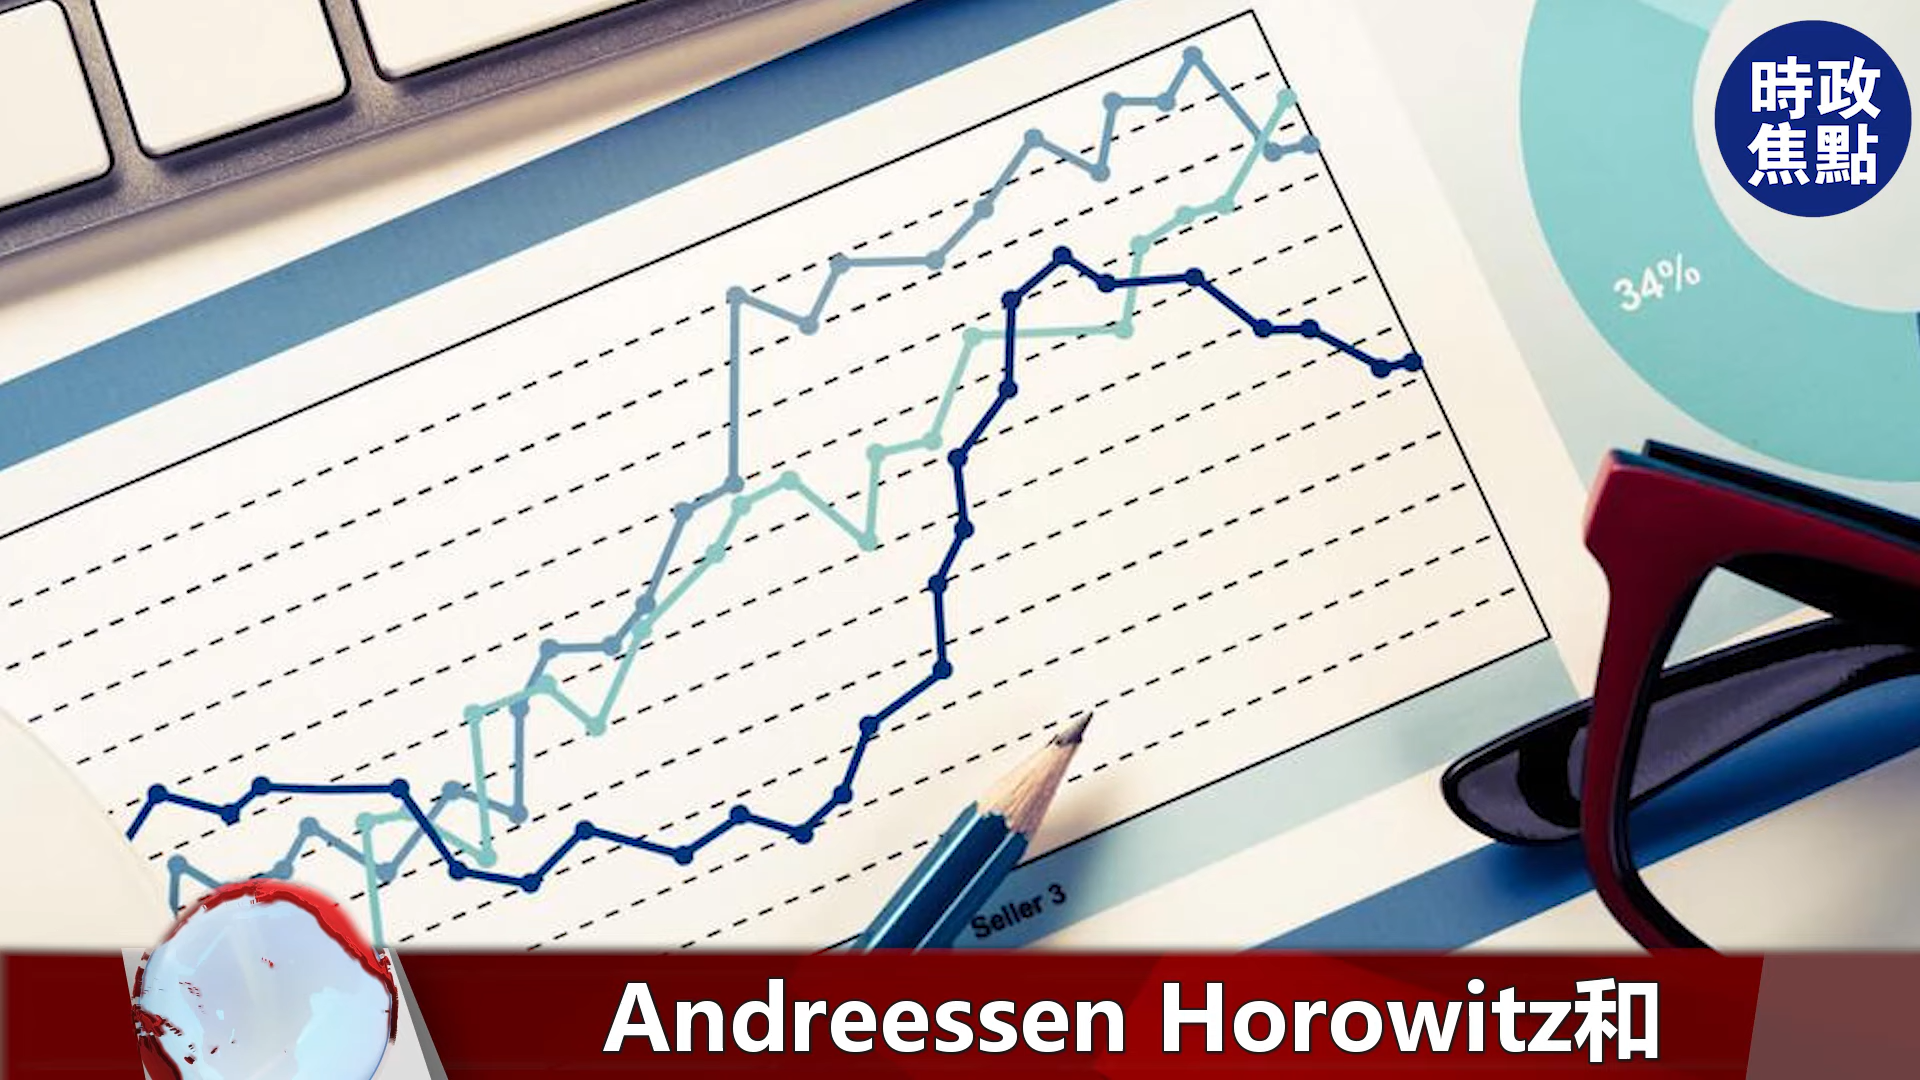 時政
焦點
34%
Seller 3
Andreessen Horowitz和